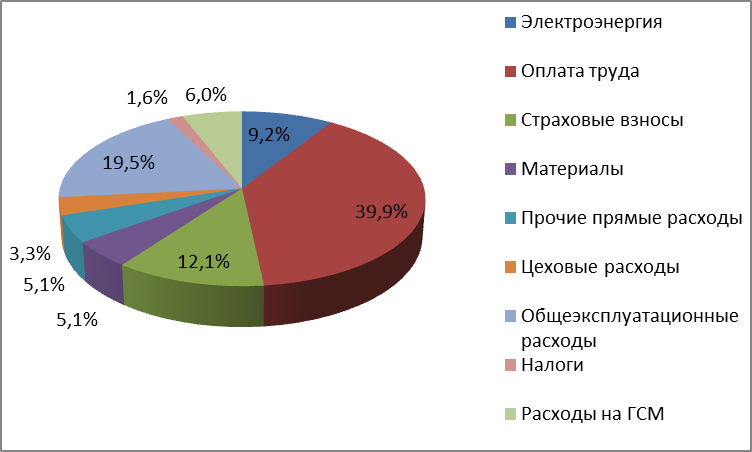 1,6%
6,0%
9,2%
19,5%
39,9%
12,1%
3,3%
5,1%
5,1%
Электроэнергия
Оплата труда
Страховые взносы
Материалы
Прочие прямые расходы
Цеховые расходы
Общеэксплуатационные
расходы
Налоги
Расходы на ГСМ